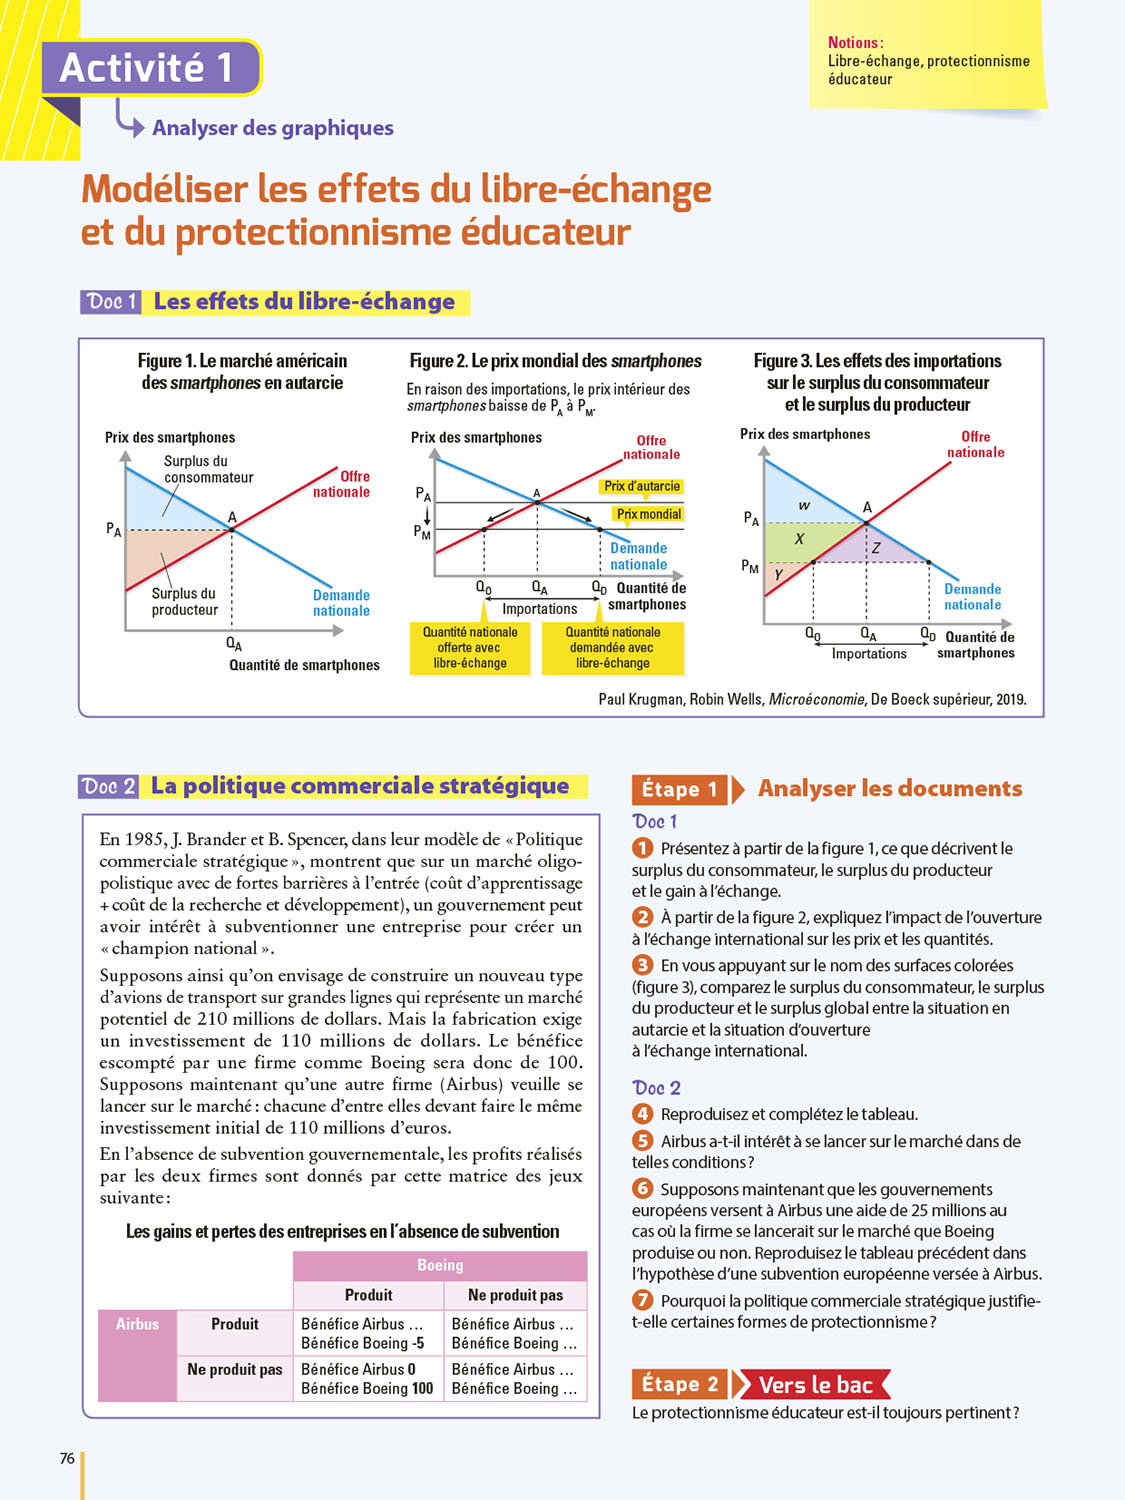 Notions :
Libre-échange, protectionnisme
éducateur
Activité 1
Analyser des graphiques
Modéliser les effets du libre-échange
et du protectionnisme éducateur
Doc 1 Les effets du libre-échange
Figure 1. Le marché américain
des smartphones en autarcie
Prix des smartphones
Surplus du
consommateur
Offre
nationale
A
PA
Surplus du
producteur
Demande
nationale
QA
Quantité de smartphones
Figure 2. Le prix mondial des smartphones
En raison des importations, le prix intérieur des
smartphones baisse de PA à PM.
Prix des smartphones
Offre
nationale
PA
A
Prix d'autarcie
Prix mondial
PM
Demande
nationale
QO
QA
QD
Quantité de
smartphones
Importations
Quantité nationale
offerte avec
libre-échange
Quantité nationale
demandée avec
libre-échange
Figure 3. Les effets des importations
sur le surplus du consommateur
et le surplus du producteur
Prix des smartphones
Offre
nationale
W
A
PA
X
Z
PM
Y
Demande
nationale
QO
QA
QD
Quantité de
smartphones
Importations
Paul Krugman, Robin Wells, Microéconomie, De Boeck supérieur, 2019.
Doc 2 La politique commerciale stratégique
En 1985, J. Brander et B. Spencer, dans leur modèle de « Politique
commerciale stratégique », montrent que sur un marché oligo-
polistique avec de fortes barrières à l'entrée (coût d'apprentissage
+ coût de la recherche et développement), un gouvernement peut
avoir intérêt à subventionner une entreprise pour créer un
« champion national ».
Supposons ainsi qu'on envisage de construire un nouveau type
d'avions de transport sur grandes lignes qui représente un marché
potentiel de 210 millions de dollars. Mais la fabrication exige
un investissement de 110 millions de dollars. Le bénéfice
escompté par une firme comme Boeing sera donc de 100.
Supposons maintenant qu'une autre firme (Airbus) veuille se
lancer sur le marché : chacune d'entre elles devant faire le même
investissement initial de 110 millions d'euros.
En l'absence de subvention gouvernementale, les profits réalisés
par les deux firmes sont donnés par cette matrice des jeux
suivante :
Les gains et pertes des entreprises en l'absence de subvention
Boeing
Produit
Ne produit pas
Airbus
Produit
Bénéfice Airbus ...
Bénéfice Boeing -5
Bénéfice Airbus ...
Bénéfice Boeing ...
Ne produit pas
Bénéfice Airbus 0
Bénéfice Boeing 100
Bénéfice Airbus ...
Bénéfice Boeing ...
Étape 1 Analyser les documents
Doc 1
1 Présentez à partir de la figure 1, ce que décrivent le
surplus du consommateur, le surplus du producteur
et le gain à l'échange.
2 À partir de la figure 2, expliquez l'impact de l'ouverture
à l'échange international sur les prix et les quantités.
3 En vous appuyant sur le nom des surfaces colorées
(figure 3), comparez le surplus du consommateur, le surplus
du producteur et le surplus global entre la situation en
autarcie et la situation d'ouverture
à l'échange international.
Doc 2
4 Reproduisez et complétez le tableau.
5 Airbus a-t-il intérêt à se lancer sur le marché dans de
telles conditions ?
6 Supposons maintenant que les gouvernements
européens versent à Airbus une aide de 25 millions au
cas où la firme se lancerait sur le marché que Boeing
produise ou non. Reproduisez le tableau précédent dans
l'hypothèse d'une subvention européenne versée à Airbus.
7 Pourquoi la politique commerciale stratégique justifie-
t-elle certaines formes de protectionnisme ?
Étape 2 Vers le bac
Le protectionnisme éducateur est-il toujours pertinent ?
76